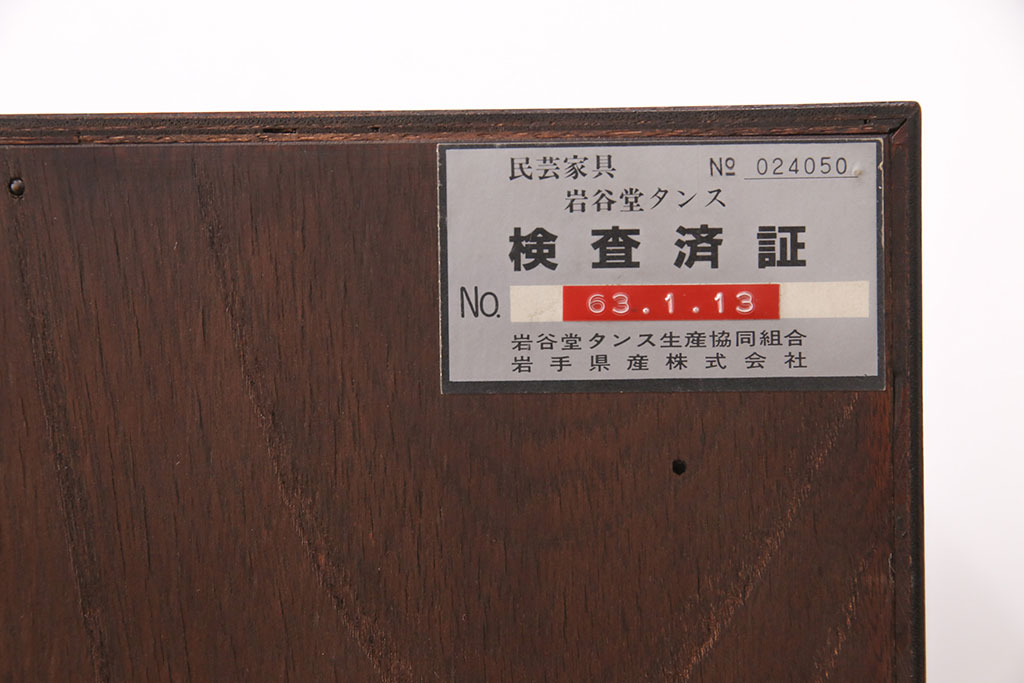 民芸家具 № 024050
岩谷堂タンス
検査済証
No. 63.1.13
岩谷堂タンス生産協同組合
岩手県産株式会社